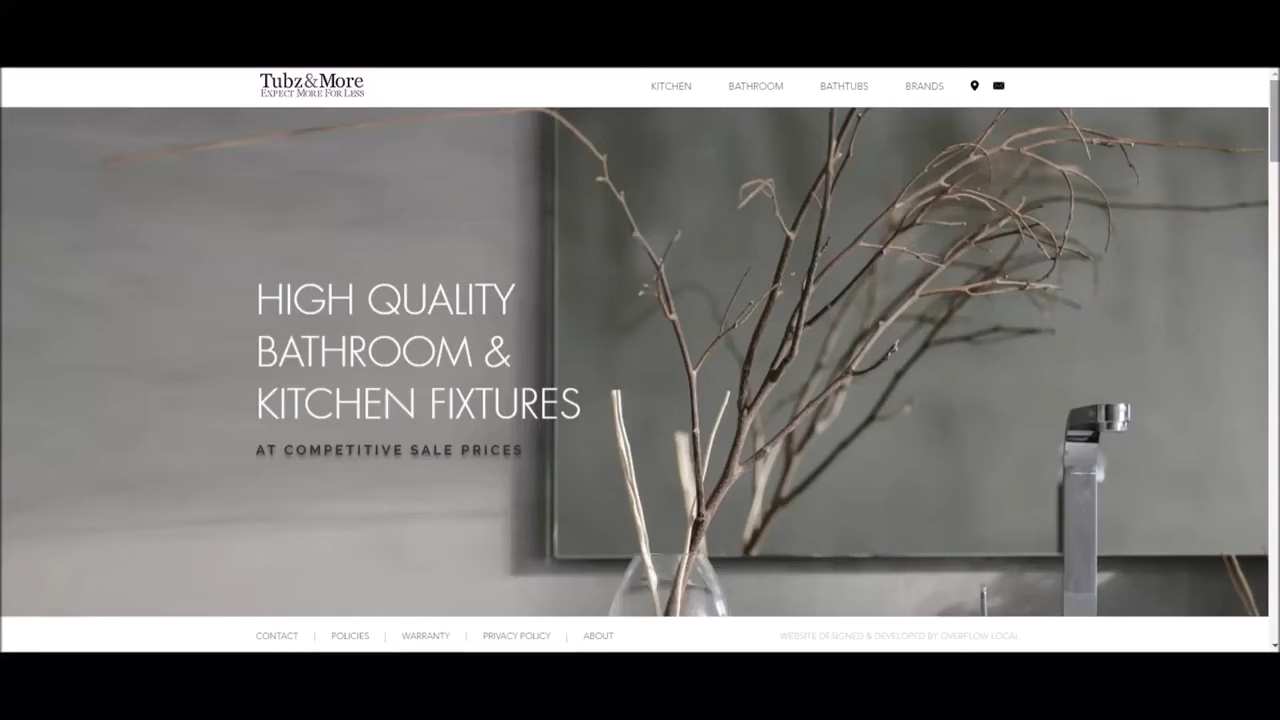 Tubz&More
EXPECT MORE FOR LESS
KITCHEN BATHROOM BATHTUBS BRANDS
HIGH QUALITY
BATHROOM &
KITCHEN FIXTURES
AT COMPETITIVE SALE PRICES
CONTACT | POLICIES | WARRANTY | PRIVACY POLICY | ABOUT
WEBSITE DESIGNED & DEVELOPED BY OVERFLOW LOCAL